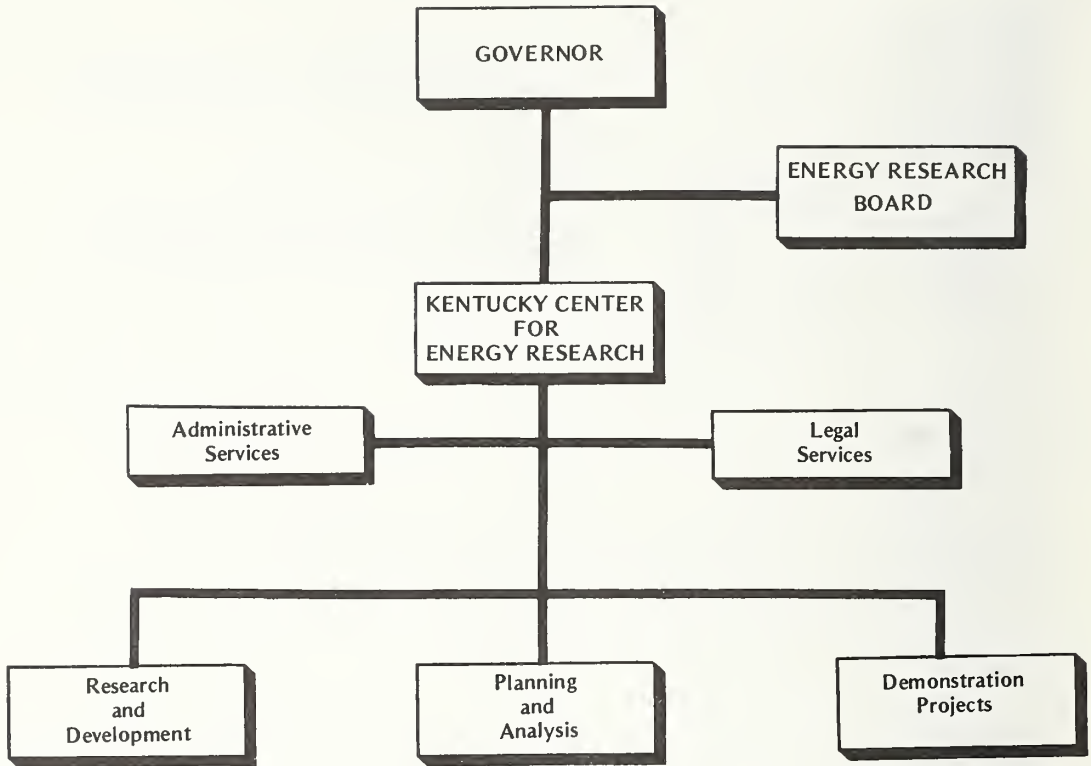 GOVERNOR
ENERGY RESEARCH
BOARD
KENTUCKY CENTER
FOR
ENERGY RESEARCH
Administrative
Services
Legal
Services
Research
and
Development
Planning
and
Analysis
Demonstration
Projects